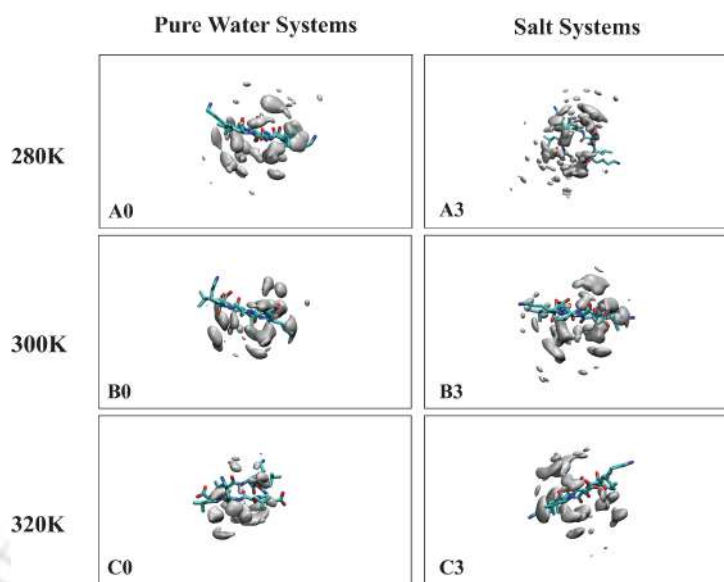 Pure Water Systems
Salt Systems
280K
A0
A3
300K
B0
B3
320K
C0
C3